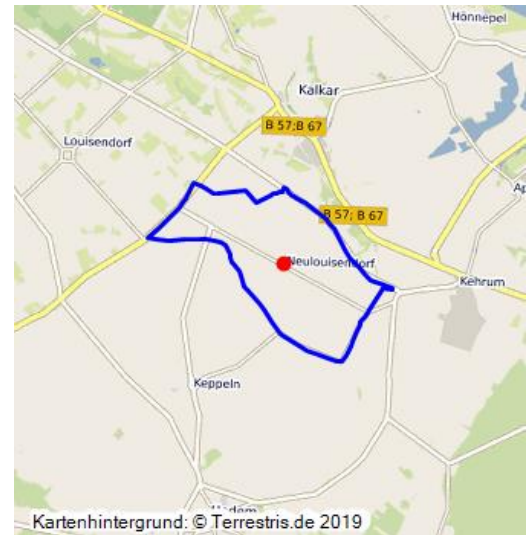 Hönnepel
Kalkar
B 57;B 67
Louisendorf
B 57; B 67
Neulouisendorf
Kehrum
Keppeln
Kartenhintergrund: © Terrestris.de 2019